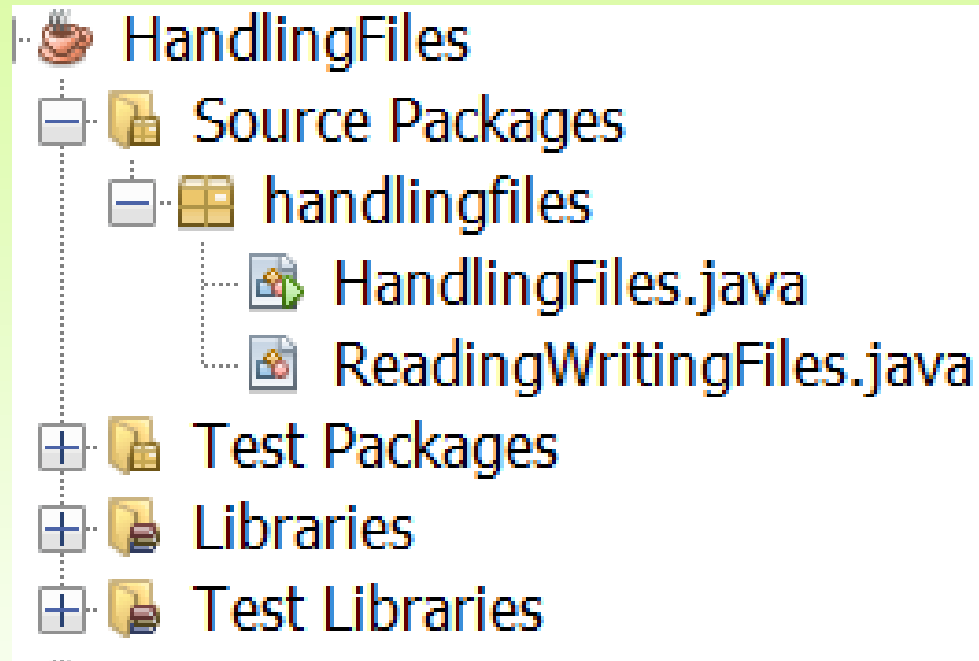 HandlingFiles
Source Packages
handlingfiles
HandlingFiles.java
ReadingWritingFiles.java
Test Packages
Libraries
Test Libraries